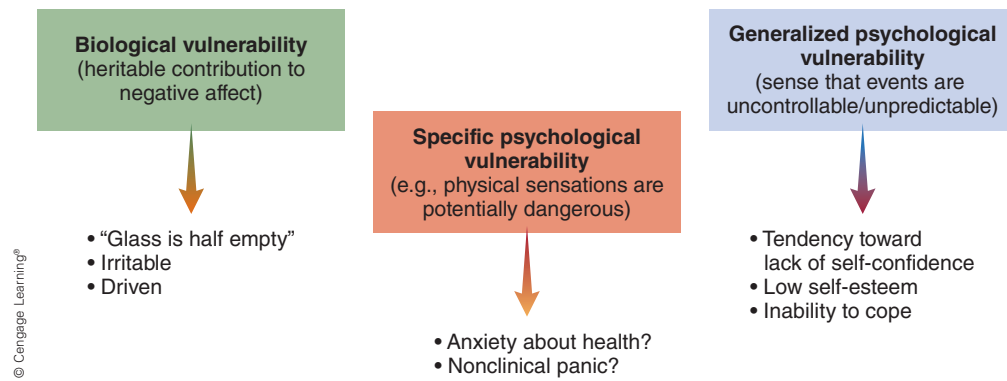 Biological vulnerability
(heritable contribution to
negative affect)
• “Glass is half empty”
• Irritable
• Driven
Specific psychological
vulnerability
(e.g., physical sensations are
potentially dangerous)
• Anxiety about health?
• Nonclinical panic?
Generalized psychological
vulnerability
(sense that events are
uncontrollable/unpredictable)
• Tendency toward
lack of self-confidence
• Low self-esteem
• Inability to cope
© Cengage Learning®